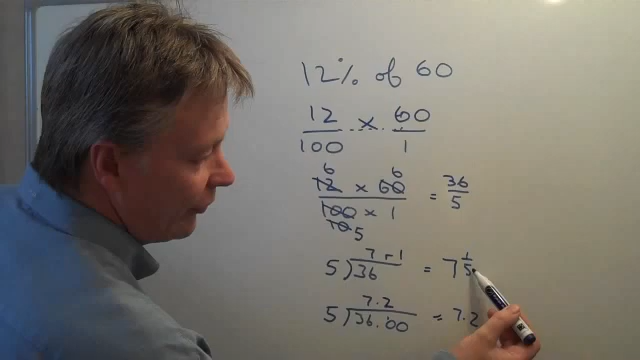 12% of 60
12 × 60
100 1
6 6
12 × 60 = 36
100 × 1 5
10 5
7 r 1
5 ) 36 = 7 1/5
7.2
5 ) 36.00 = 7.2